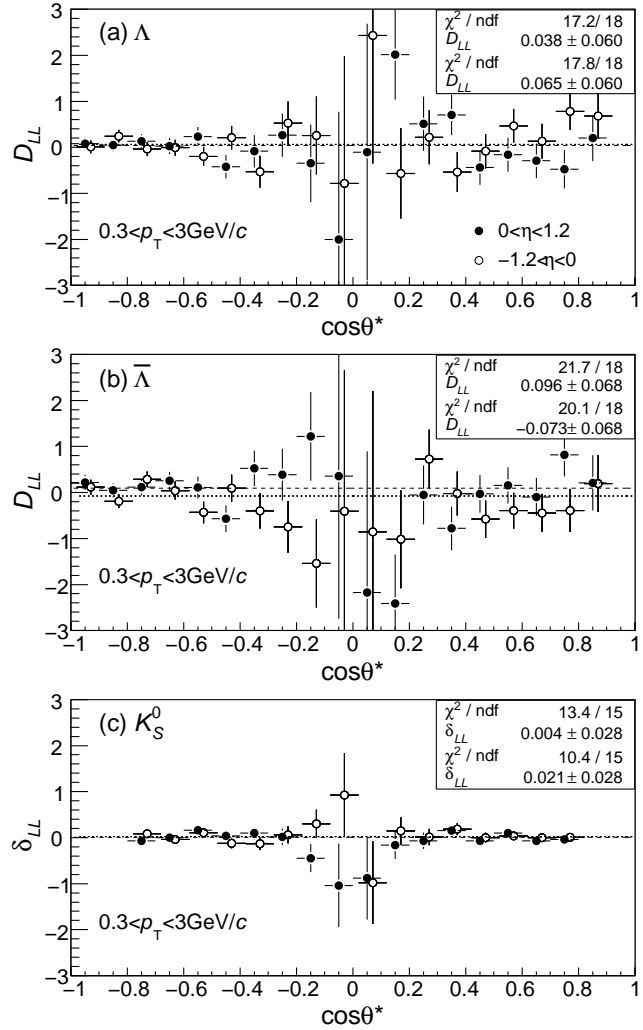 (a) Λ
χ² / ndf 17.2/ 18
D_LL 0.038 ± 0.060
χ² / ndf 17.8/ 18
D_LL 0.065 ± 0.060
3
2
1
0
−1
−2
−3
D_LL
0.3<p_T<3GeV/c
0<η<1.2
−1.2<η<0
−1 −0.8 −0.6 −0.4 −0.2 0 0.2 0.4 0.6 0.8 1
cosθ*
(b) Λ̅
χ² / ndf 21.7 / 18
D_LL 0.096 ± 0.068
χ² / ndf 20.1 / 18
D_LL −0.073 ± 0.068
3
2
1
0
−1
−2
−3
D_LL
0.3<p_T<3GeV/c
−1 −0.8 −0.6 −0.4 −0.2 0 0.2 0.4 0.6 0.8 1
cosθ*
(c) K⁰_S
χ² / ndf 13.4 / 15
δ_LL 0.004 ± 0.028
χ² / ndf 10.4 / 15
δ_LL 0.021 ± 0.028
3
2
1
0
−1
−2
−3
δ_LL
0.3<p_T<3GeV/c
−1 −0.8 −0.6 −0.4 −0.2 0 0.2 0.4 0.6 0.8 1
cosθ*